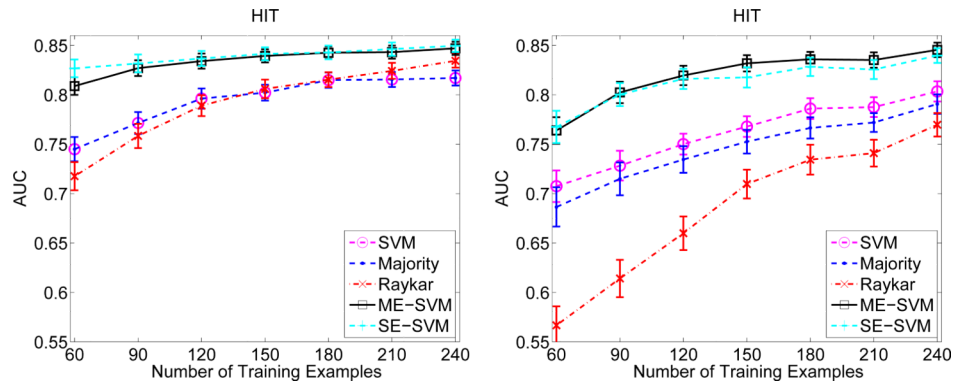 HIT
AUC
0.85
0.8
0.75
0.7
0.65
0.6
0.55
60 90 120 150 180 210 240
Number of Training Examples
SVM
Majority
Raykar
ME−SVM
SE−SVM
HIT
AUC
0.85
0.8
0.75
0.7
0.65
0.6
0.55
60 90 120 150 180 210 240
Number of Training Examples
SVM
Majority
Raykar
ME−SVM
SE−SVM